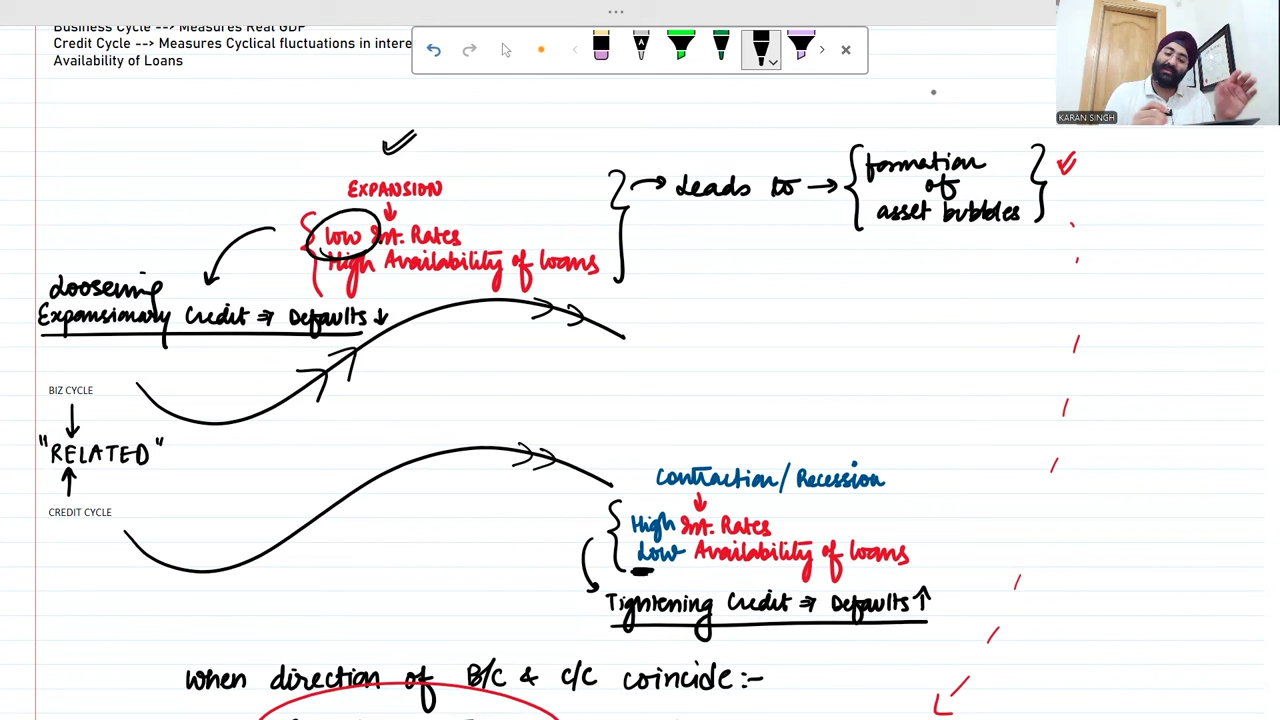 Business Cycle --> Measures Real GDP
Credit Cycle --> Measures Cyclical fluctuations in
Availability of Loans
KARAN SINGH
EXPANSION
Low Int. Rates
High Availability of loans
Leads to
formation
of
asset bubbles
Loosening
Expansionary Credit ⇒ Defaults ↓
BIZ CYCLE
"RELATED"
CREDIT CYCLE
Contraction/Recession
High Int. Rates
Low Availability of loans
Tightening Credit ⇒ Defaults ↑
when direction of B/C & C/C coincide:-